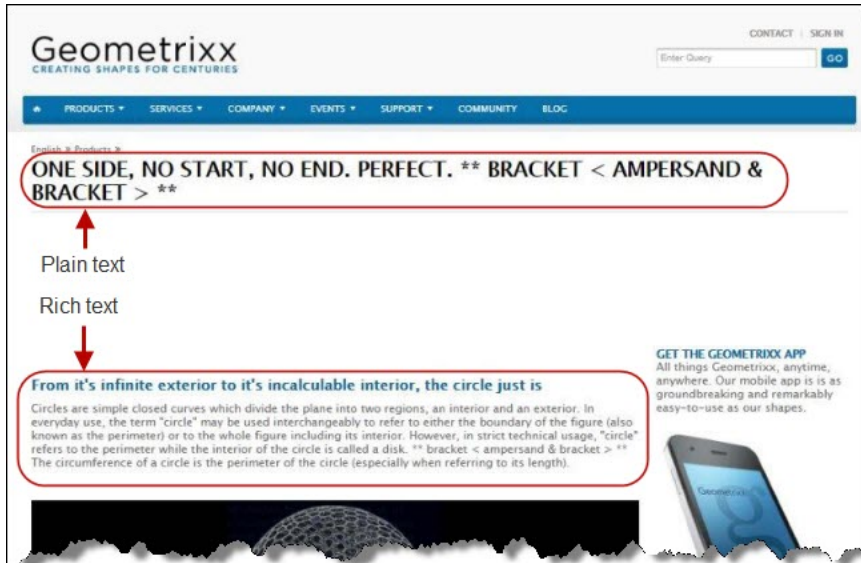 CONTACT | SIGN IN
Geometrixx
CREATING SHAPES FOR CENTURIES
Enter Query
GO
PRODUCTS SERVICES COMPANY EVENTS SUPPORT COMMUNITY BLOG
English » Products »
ONE SIDE, NO START, NO END. PERFECT. ** BRACKET < AMPERSAND &
BRACKET > **
Plain text
Rich text
From it's infinite exterior to it's incalculable interior, the circle just is
Circles are simple closed curves which divide the plane into two regions, an interior and an exterior. In
everyday use, the term "circle" may be used interchangeably to refer to either the boundary of the figure (also
known as the perimeter) or to the whole figure including its interior. However, in strict technical usage, "circle"
refers to the perimeter while the interior of the circle is called a disk. ** bracket < ampersand & bracket > **
The circumference of a circle is the perimeter of the circle (especially when referring to its length).
GET THE GEOMETRIXX APP
All things Geometrixx, anytime,
anywhere. Our mobile app is is as
groundbreaking and remarkably
easy-to-use as our shapes.
Geometrixx
g